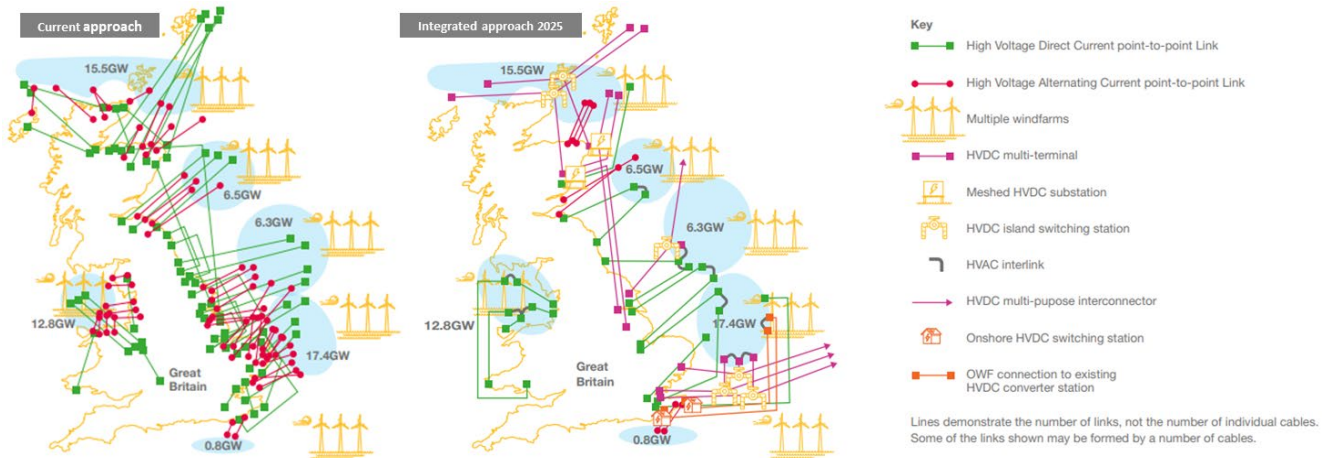 Current approach
15.5GW
6.5GW
6.3GW
12.8GW
17.4GW
Great
Britain
0.8GW
Integrated approach 2025
15.5GW
6.5GW
6.3GW
17.4GW
12.8GW
Great
Britain
0.8GW
Key
High Voltage Direct Current point-to-point Link
High Voltage Alternating Current point-to-point Link
Multiple windfarms
HVDC multi-terminal
Meshed HVDC substation
HVDC island switching station
HVAC interlink
HVDC multi-pupose interconnector
Onshore HVDC switching station
OWF connection to existing
HVDC converter station
Lines demonstrate the number of links, not the number of individual cables.
Some of the links shown may be formed by a number of cables.